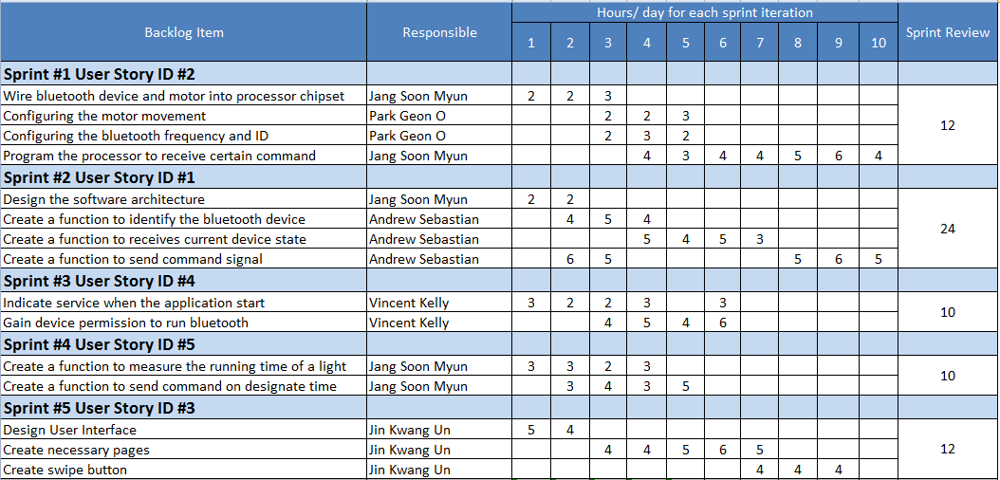 Hours/ day for each sprint iteration
Backlog Item Responsible 1 2 3 4 5 6 7 8 9 10 Sprint Review
Sprint #1 User Story ID #2
Wire bluetooth device and motor into processor chipset Jang Soon Myun 2 2 3
Configuring the motor movement Park Geon O 2 2 3
12
Configuring the bluetooth frequency and ID Park Geon O 2 3 2
Program the processor to receive certain command Jang Soon Myun 4 3 4 4 5 6 4
Sprint #2 User Story ID #1
Design the software architecture Jang Soon Myun 2 2
Create a function to identify the bluetooth device Andrew Sebastian 4 5 4
24
Create a function to receives current device state Andrew Sebastian 5 4 5 3
Create a function to send command signal Andrew Sebastian 6 5 5 6 5
Sprint #3 User Story ID #4
Indicate service when the application start Vincent Kelly 3 2 2 3 3
10
Gain device permission to run bluetooth Vincent Kelly 4 5 4 6
Sprint #4 User Story ID #5
Create a function to measure the running time of a light Jang Soon Myun 3 3 2 3
10
Create a function to send command on designate time Jang Soon Myun 3 4 3 5
Sprint #5 User Story ID #3
Design User Interface Jin Kwang Un 5 4
Create necessary pages Jin Kwang Un 4 4 5 6 5 12
Create swipe button Jin Kwang Un 4 4 4